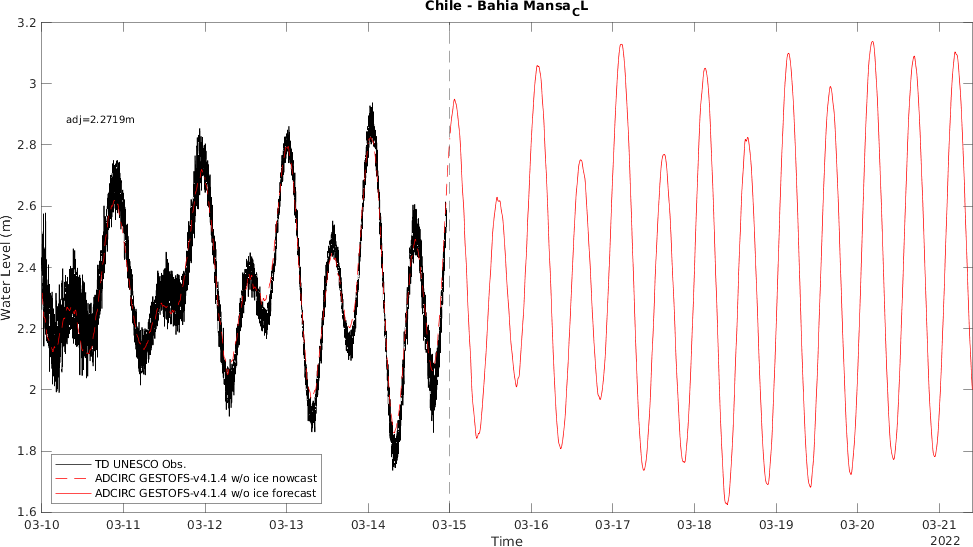 Chile - Bahia MansaCL
3.2
3
2.8
2.6
2.4
2.2
2
1.8
1.6
Water Level (m)
adj=2.2719m
TD UNESCO Obs.
ADCIRC GESTOFS-v4.1.4 w/o ice nowcast
ADCIRC GESTOFS-v4.1.4 w/o ice forecast
03-10 03-11 03-12 03-13 03-14 03-15 03-16 03-17 03-18 03-19 03-20 03-21
Time 2022